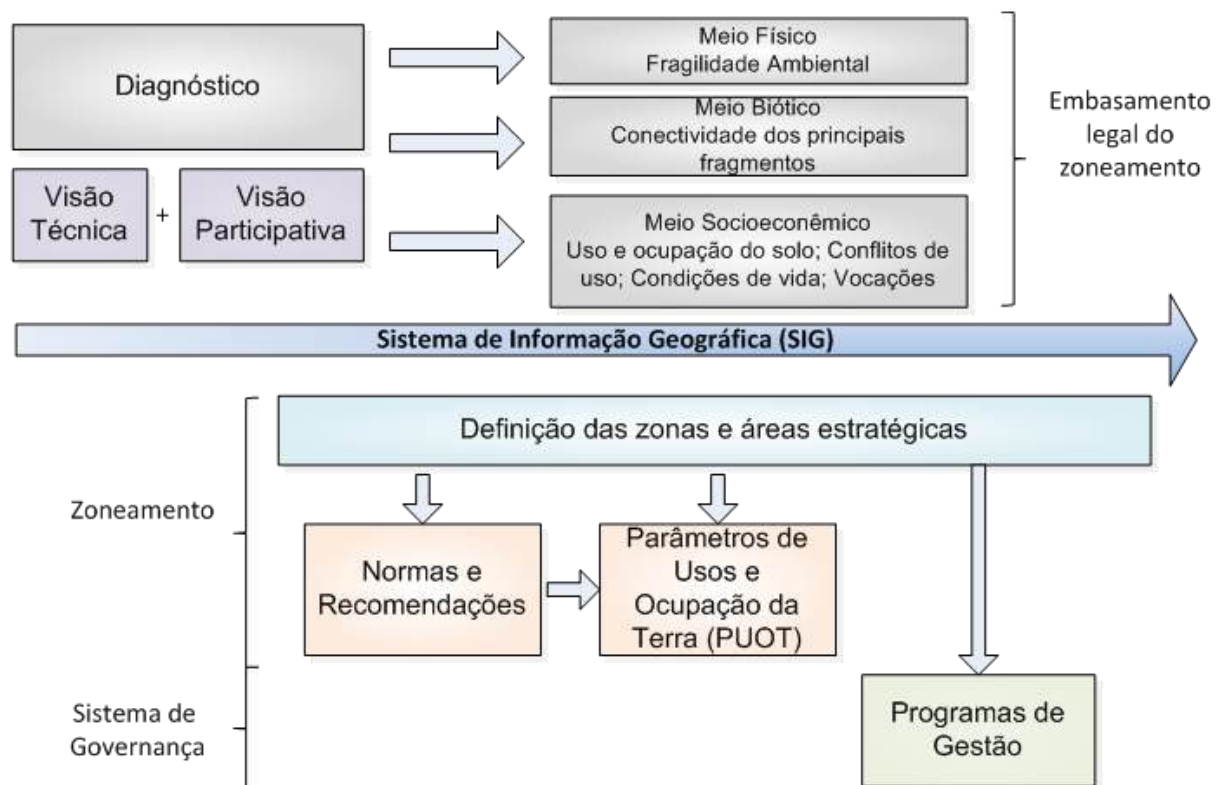 Diagnóstico
Visão
Técnica
+
Visão
Participativa
Meio Físico
Fragilidade Ambiental
Meio Biótico
Conectividade dos principais
fragmentos
Meio Socioeconêmico
Uso e ocupação do solo; Conflitos de
uso; Condições de vida; Vocações
Embasamento
legal do
zoneamento
Sistema de Informação Geográfica (SIG)
Zoneamento
Definição das zonas e áreas estratégicas
Normas e
Recomendações
Parâmetros de
Usos e
Ocupação da
Terra (PUOT)
Sistema de
Governança
Programas de
Gestão